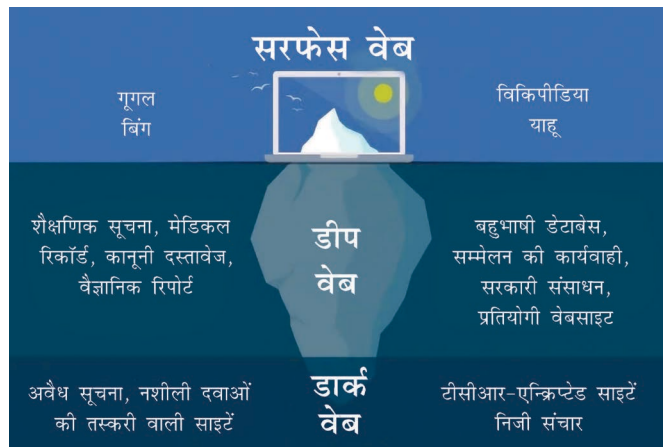 सरफेस वेब
गूगल
बिंग
विकिपीडिया
याहू
शैक्षणिक सूचना, मेडिकल
रिकॉर्ड, कानूनी दस्तावेज,
वैज्ञानिक रिपोर्ट
डीप
वेब
बहुभाषी डेटाबेस,
सम्मेलन की कार्यवाही,
सरकारी संसाधन,
प्रतियोगी वेबसाइट
अवैध सूचना, नशीली दवाओं
की तस्करी वाली साइटें
डार्क
वेब
टीसीआर-एन्क्रिप्टेड साइटें
निजी संचार